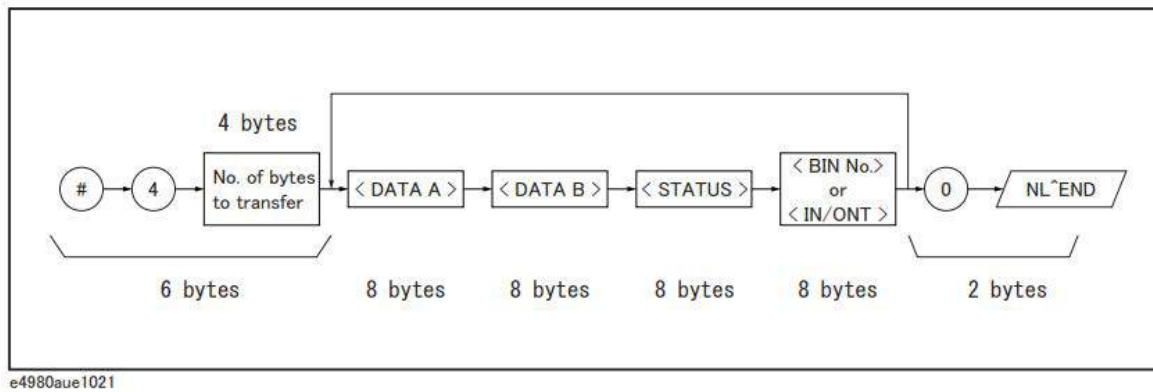 4 bytes
#
4
No. of bytes
to transfer
< DATA A >
< DATA B >
< STATUS >
< BIN No.>
or
< IN/ONT >
0
NL^END
6 bytes
8 bytes
8 bytes
8 bytes
8 bytes
2 bytes
e4980aue1021